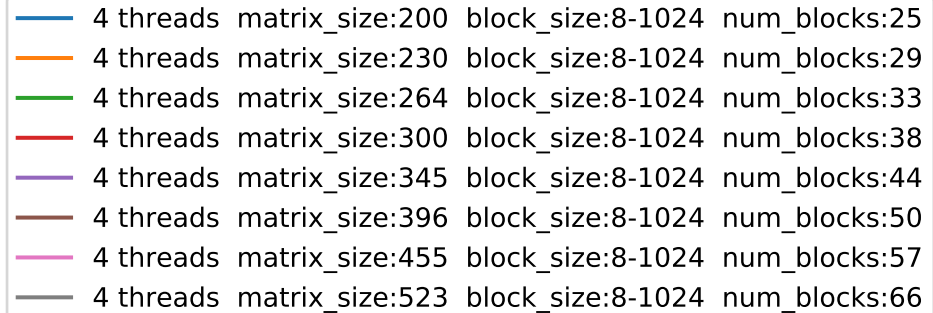 4 threads  matrix_size:200  block_size:8-1024  num_blocks:25
4 threads  matrix_size:230  block_size:8-1024  num_blocks:29
4 threads  matrix_size:264  block_size:8-1024  num_blocks:33
4 threads  matrix_size:300  block_size:8-1024  num_blocks:38
4 threads  matrix_size:345  block_size:8-1024  num_blocks:44
4 threads  matrix_size:396  block_size:8-1024  num_blocks:50
4 threads  matrix_size:455  block_size:8-1024  num_blocks:57
4 threads  matrix_size:523  block_size:8-1024  num_blocks:66